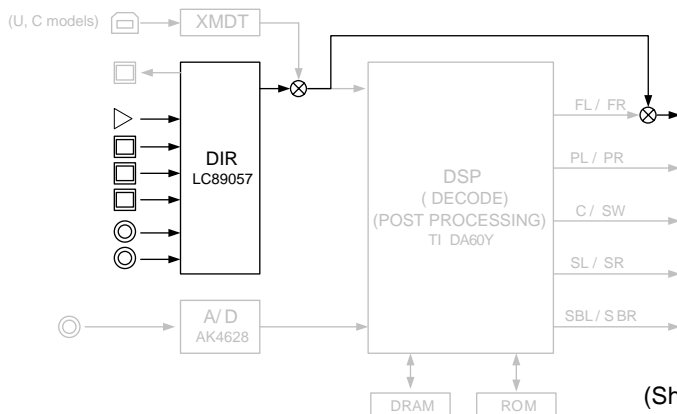 (U, C models)
XMDT
DIR
LC89057
DSP
( DECODE)
(POST PROCESSING)
TI DA60Y
FL / FR
PL / PR
C / SW
SL / SR
SBL / SBR
A/D
AK4628
DRAM
ROM
(Sh